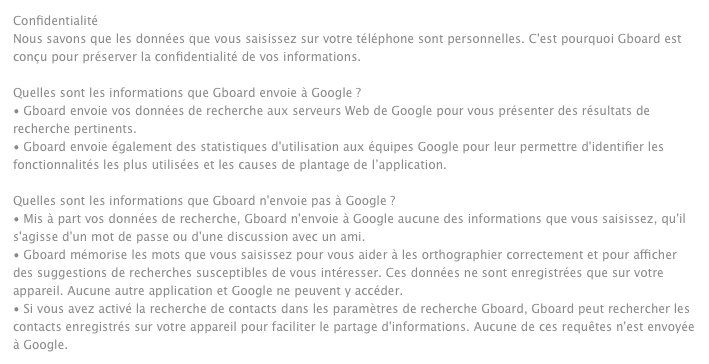 Confidentialité
Nous savons que les données que vous saisissez sur votre téléphone sont personnelles. C'est pourquoi Gboard est
conçu pour préserver la confidentialité de vos informations.
Quelles sont les informations que Gboard envoie à Google ?
• Gboard envoie vos données de recherche aux serveurs Web de Google pour vous présenter des résultats de
recherche pertinents.
• Gboard envoie également des statistiques d'utilisation aux équipes Google pour leur permettre d'identifier les
fonctionnalités les plus utilisées et les causes de plantage de l'application.
Quelles sont les informations que Gboard n'envoie pas à Google ?
• Mis à part vos données de recherche, Gboard n'envoie à Google aucune des informations que vous saisissez, qu'il
s'agisse d'un mot de passe ou d'une discussion avec un ami.
• Gboard mémorise les mots que vous saisissez pour vous aider à les orthographier correctement et pour afficher
des suggestions de recherches susceptibles de vous intéresser. Ces données ne sont enregistrées que sur votre
appareil. Aucune autre application et Google ne peuvent y accéder.
• Si vous avez activé la recherche de contacts dans les paramètres de recherche Gboard, Gboard peut rechercher les
contacts enregistrés sur votre appareil pour faciliter le partage d'informations. Aucune de ces requêtes n'est envoyée
à Google.